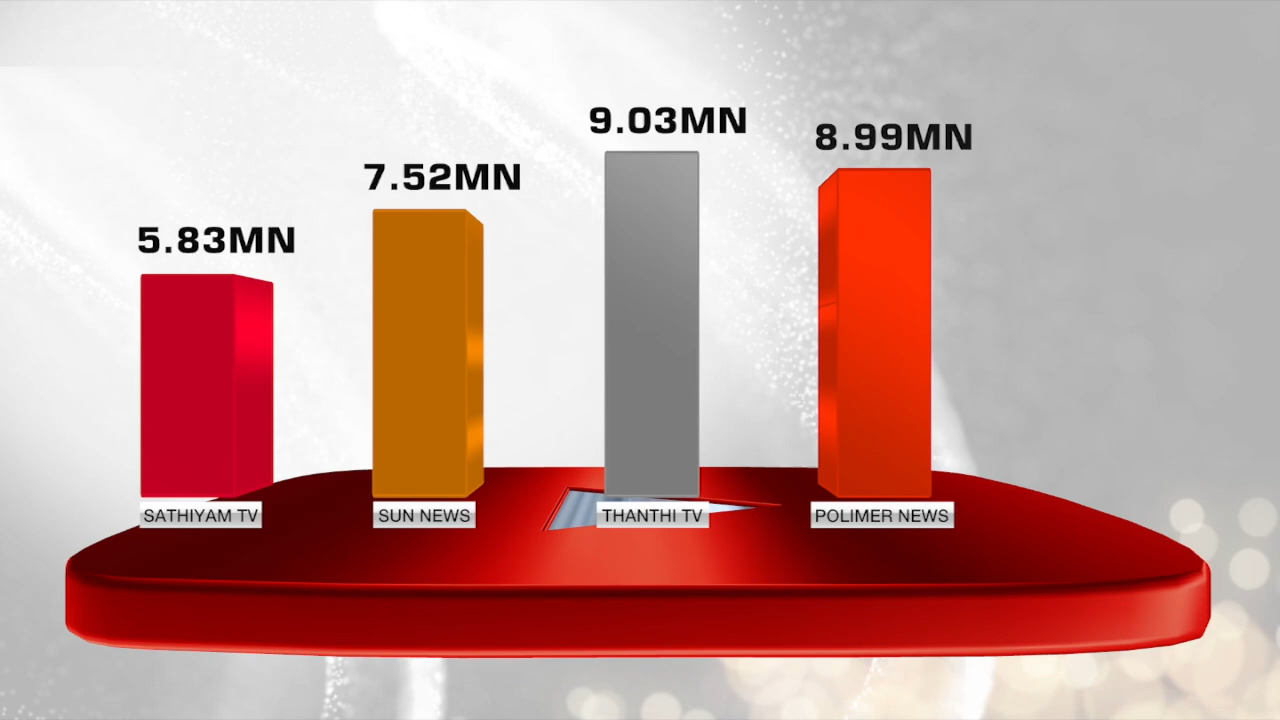 9.03MN
8.99MN
7.52MN
5.83MN
SATHIYAM TV
SUN NEWS
THANTHI TV
POLIMER NEWS